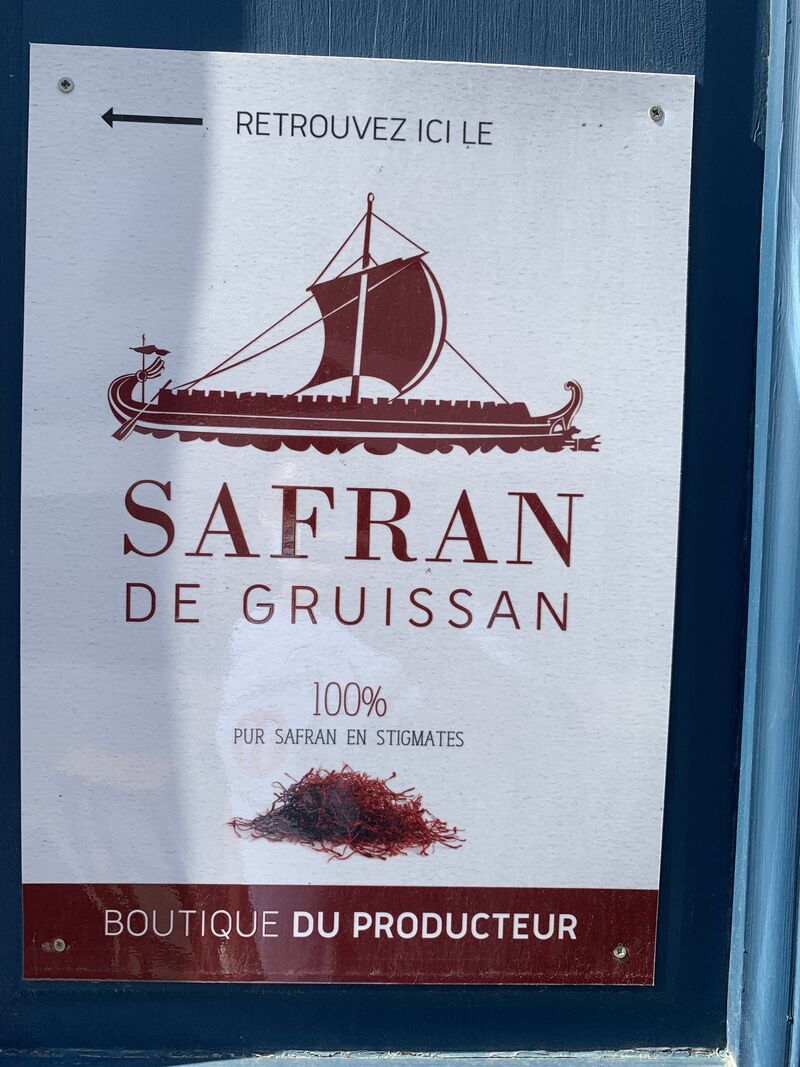 RETROUVEZ ICI LE
SAFRAN
DE GRUISSAN
100%
PUR SAFRAN EN STIGMATES
BOUTIQUE DU PRODUCTEUR